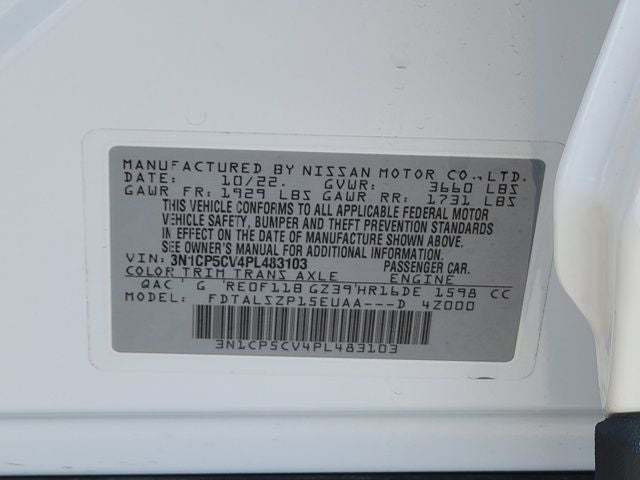 MANUFACTURED BY NISSAN MOTOR CO., LTD.
DATE: 10/22. GVWR: 3660 LBS
GAWR FR: 1929 LBS GAWR RR: 1731 LBS
THIS VEHICLE CONFORMS TO ALL APPLICABLE FEDERAL MOTOR
VEHICLE SAFETY, BUMPER AND THEFT PREVENTION STANDARDS
IN EFFECT ON THE DATE OF MANUFACTURE SHOWN ABOVE.
SEE OWNER'S MANUAL FOR ADDITIONAL INFORMATION.
VIN: 3N1CP5CV4PL483103 PASSENGER CAR.
COLOR TRIM TRANS AXLE ENGINE
QAC G RE0F11B GZ39 HR16DE 1598 CC
MODEL: FDTALSZP15EUAA---D 4Z000
3N1CP5CV4PL483103